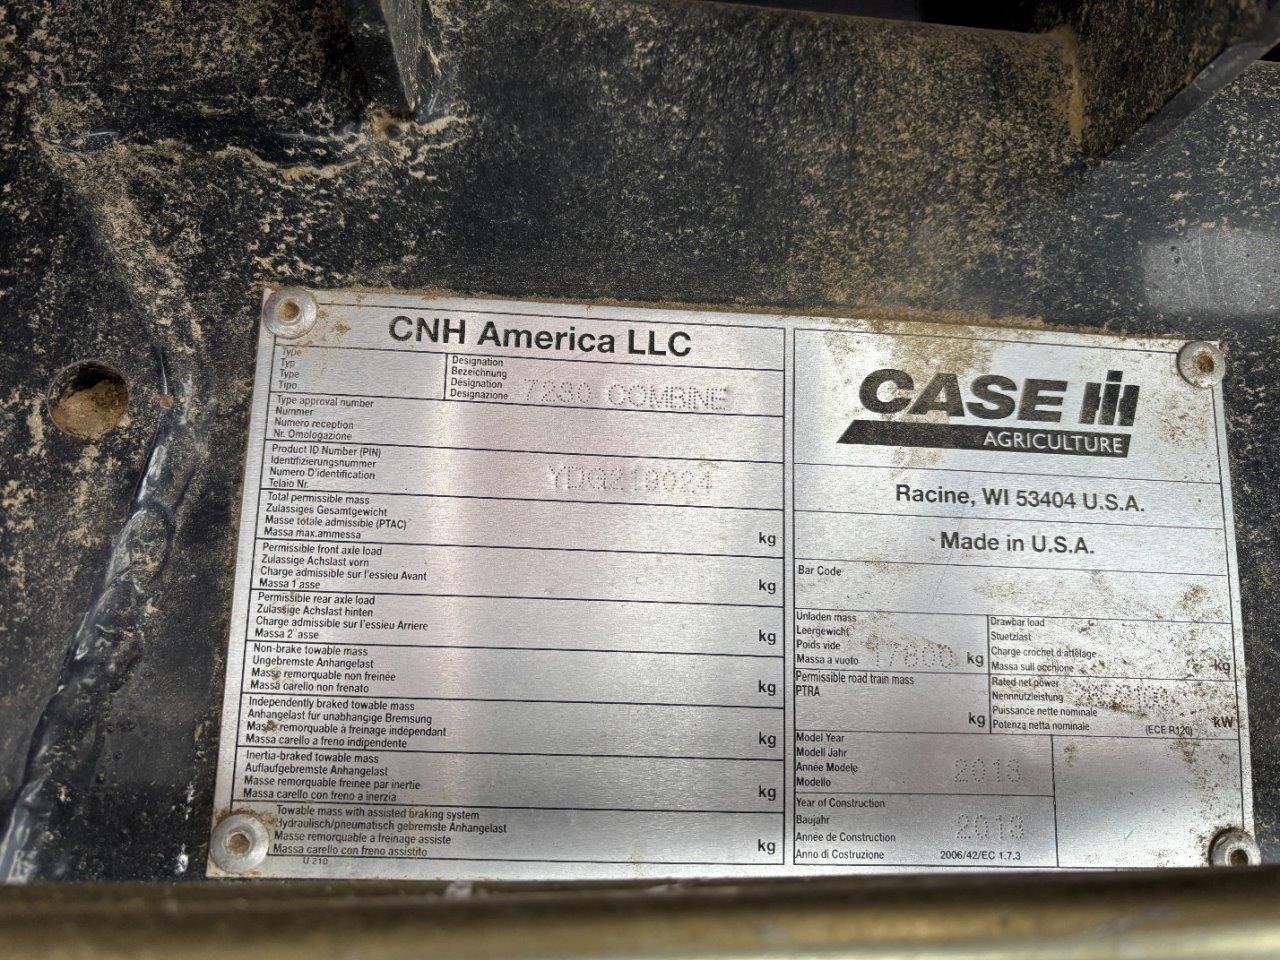 CNH America LLC
Type
Typ
Type
Tipo
Designation
Bezeichnung
Désignation
Designazione
7230 COMBINE
Type approval number
Nummer
Numero reception
Nr. Omologazione
Product ID Number (PIN)
Identifizierungsnummer
Numero D'identification
Telaio Nr.
YDG219024
Total permissible mass
Zulassiges Gesamtgewicht
Masse totale admissible (PTAC)
Massa max.ammessa
kg
Permissible front axle load
Zulassige Achslast vorn
Charge admissible sur l'essieu Avant
Massa 1 asse
kg
Permissible rear axle load
Zulassige Achslast hinten
Charge admissible sur l'essieu Arriere
Massa 2 asse
kg
Non-brake towable mass
Ungebremste Anhangelast
Masse remorquable non freinée
Massa carello non frenato
kg
Independently braked towable mass
Anhangelast fur unabhangige Bremsung
Masse remorquable à freinage indépendant
Massa carello a freno indipendente
kg
Inertia-braked towable mass
Auflaufgebremste Anhangelast
Masse remorquable freinée par inertie
Massa carello con freno a inerzia
kg
Towable mass with assisted braking system
Hydraulisch/pneumatisch gebremste Anhangelast
Masse remorquable a freinage assiste
Massa carello con freno assistito
kg
U 210
CASE IH
AGRICULTURE
Racine, WI 53404 U.S.A.
Made in U.S.A.
Bar Code
Unladen mass
Leergewicht
Poids vide
Massa a vuoto
17800 kg
Drawbar load
Stuetzlast
Charge crochet d'attelage
Massa sull occhione
kg
Permissible road train mass
PTRA
kg
Rated net power
Nennnutzleistung
Puissance nette nominale
Potenza netta nominale
(ECE R120)
kW
Model Year
Modell Jahr
Année Modele
Modello
2013
Year of Construction
Baujahr
Année de Construction
Anno di Costruzione
2013
2006/42/EC 1.7.3